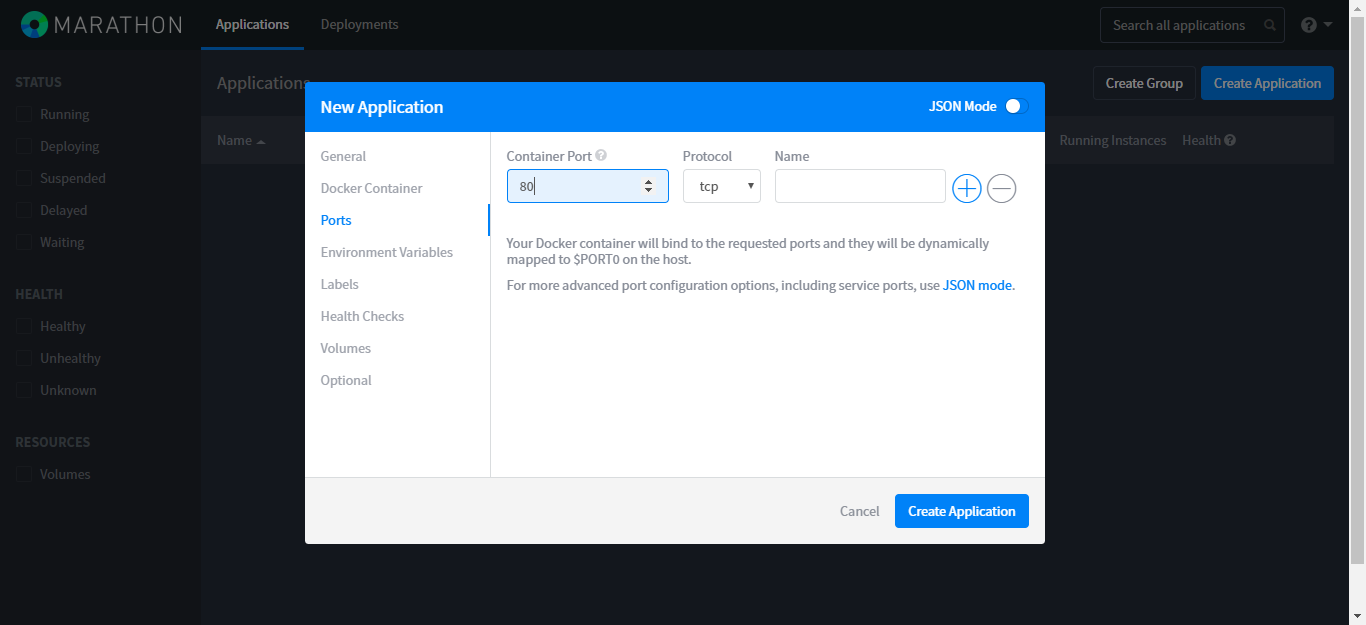 MARATHON
Applications
Deployments
Search all applications
STATUS
Running
Deploying
Suspended
Delayed
Waiting
HEALTH
Healthy
Unhealthy
Unknown
RESOURCES
Volumes
Applications
Create Group
Create Application
Name
Running Instances
Health
New Application
JSON Mode
General
Docker Container
Ports
Environment Variables
Labels
Health Checks
Volumes
Optional
Container Port
Protocol
Name
80
tcp
Your Docker container will bind to the requested ports and they will be dynamically
mapped to $PORT0 on the host.
For more advanced port configuration options, including service ports, use JSON mode.
Cancel
Create Application